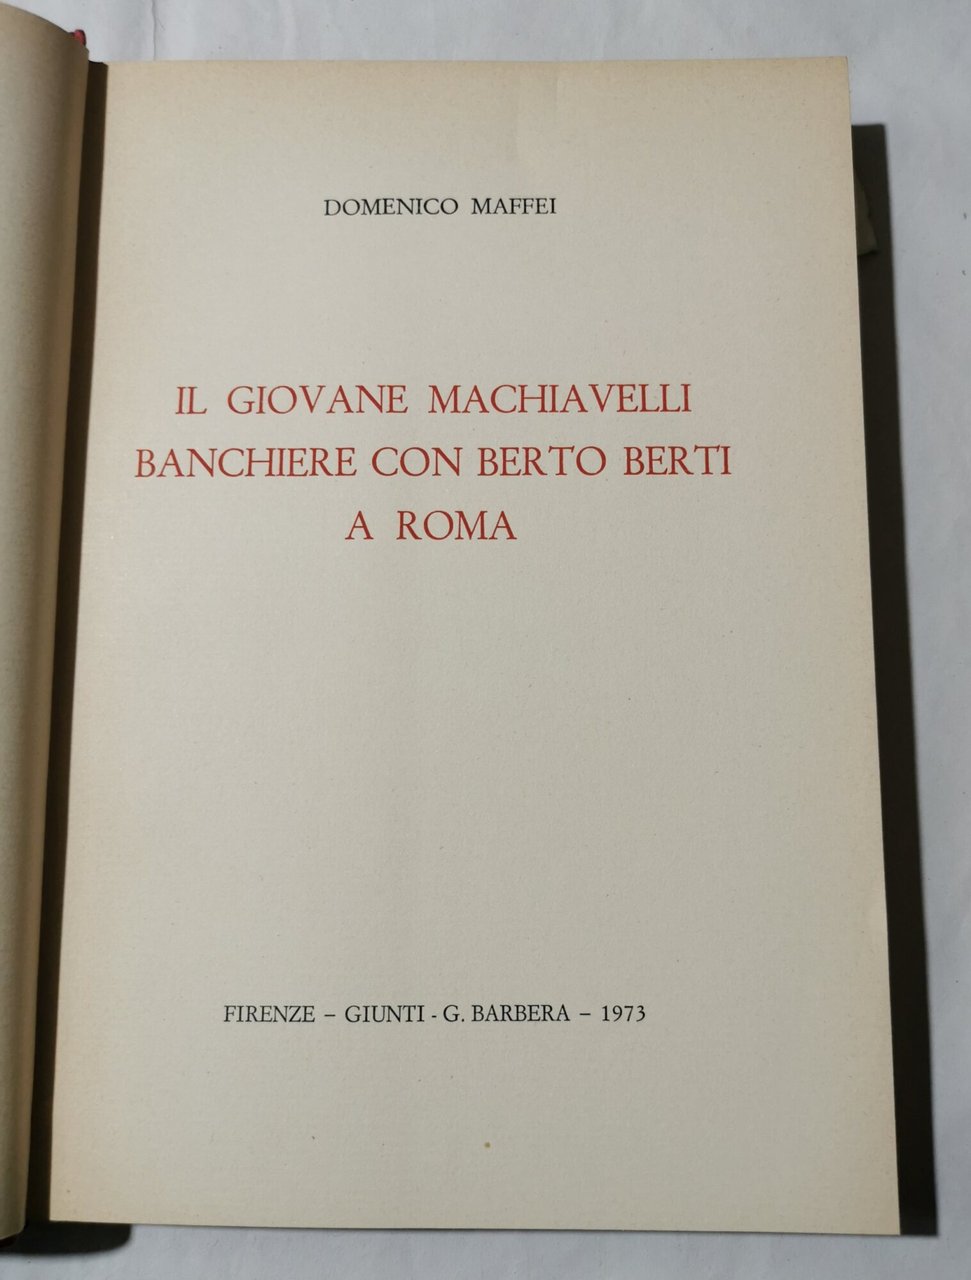 DOMENICO MAFFEI
IL GIOVANE MACHIAVELLI
BANCHIERE CON BERTO BERTI
A ROMA
FIRENZE – GIUNTI - G. BARBERA – 1973